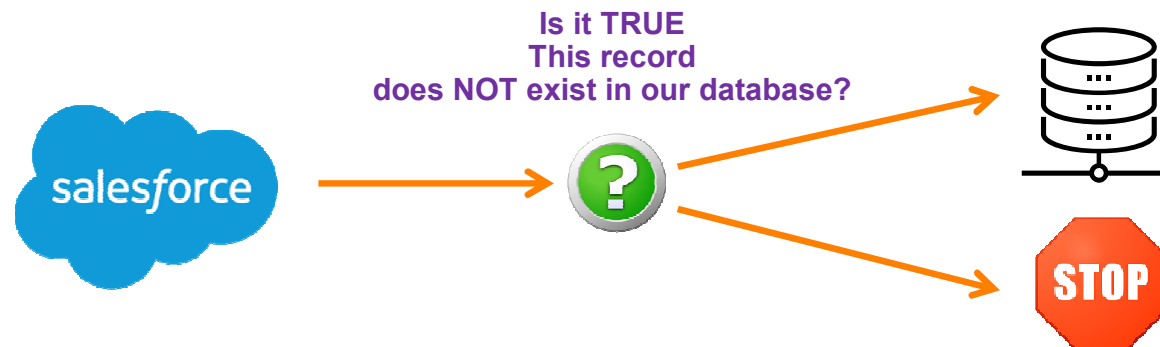 Is it TRUE
This record
does NOT exist in our database?
salesforce
?
STOP